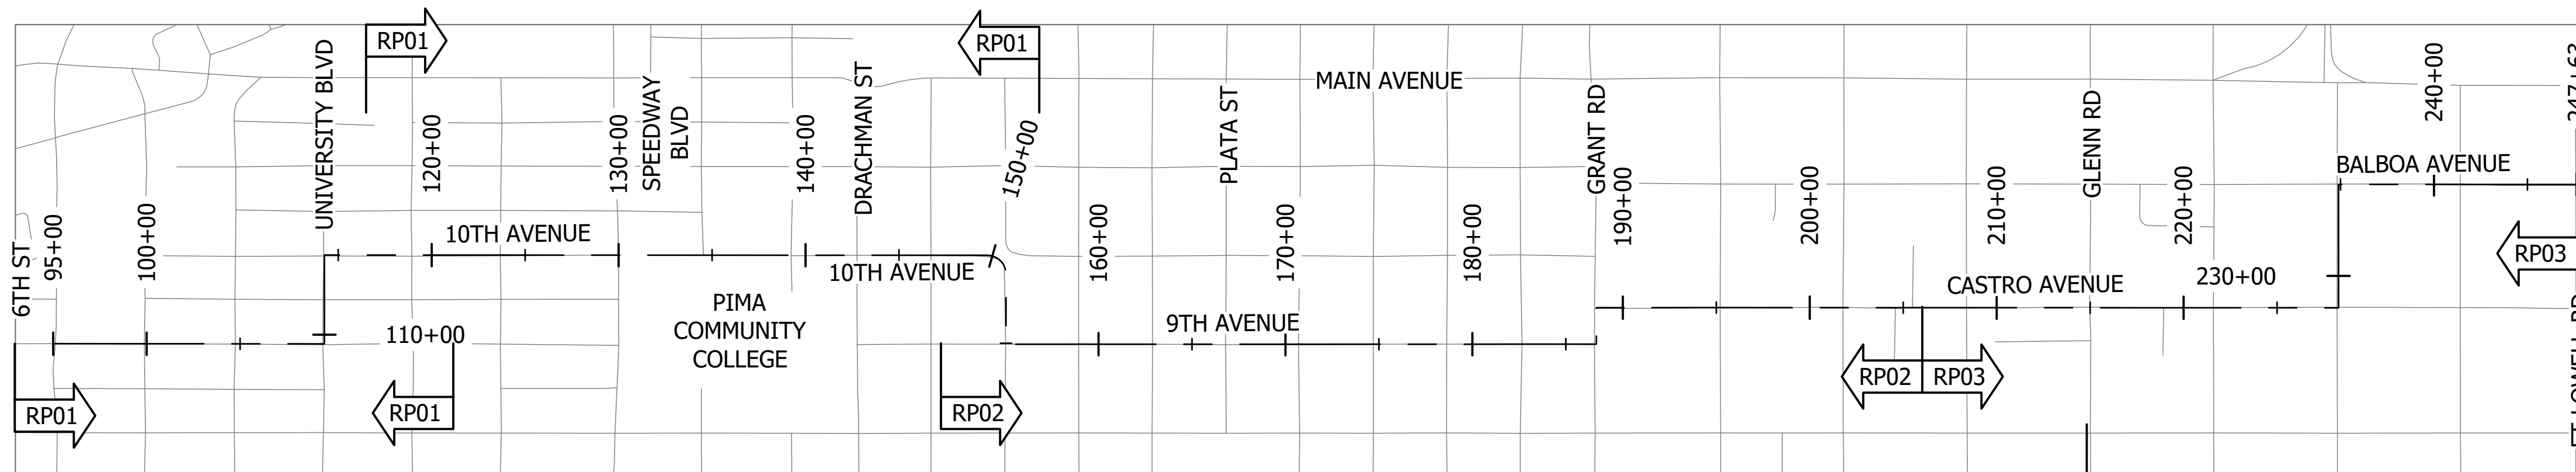 RP01
RP01
MAIN AVENUE
UNIVERSITY BLVD
SPEEDWAY
BLVD
DRACHMAN ST
PLATA ST
GRANT RD
GLENN RD
240+00
120+00
130+00
140+00
150+00
BALBOA AVENUE
190+00
200+00
210+00
220+00
6TH ST
95+00
100+00
10TH AVENUE
10TH AVENUE
160+00
170+00
180+00
CASTRO AVENUE
230+00
RP03
110+00
PIMA
COMMUNITY
COLLEGE
9TH AVENUE
RP01
RP01
RP02
RP02
RP03